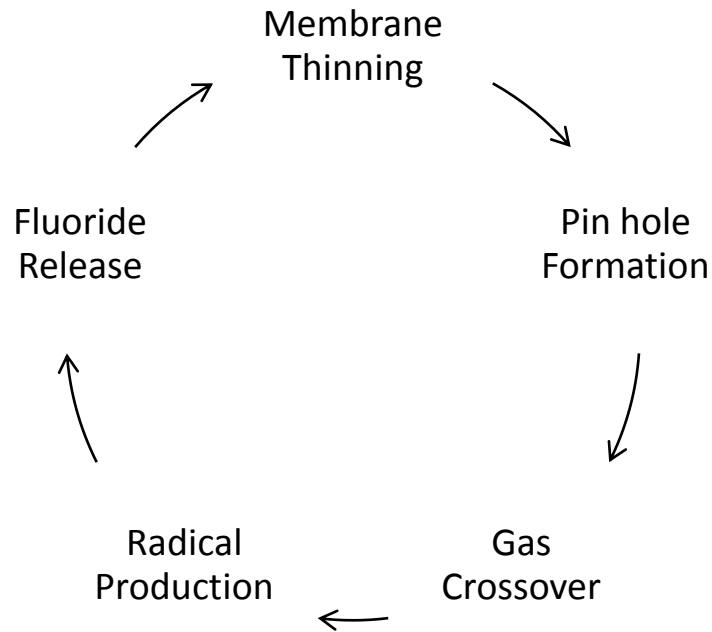 Membrane
Thinning
Pin hole
Formation
Gas
Crossover
Radical
Production
Fluoride
Release